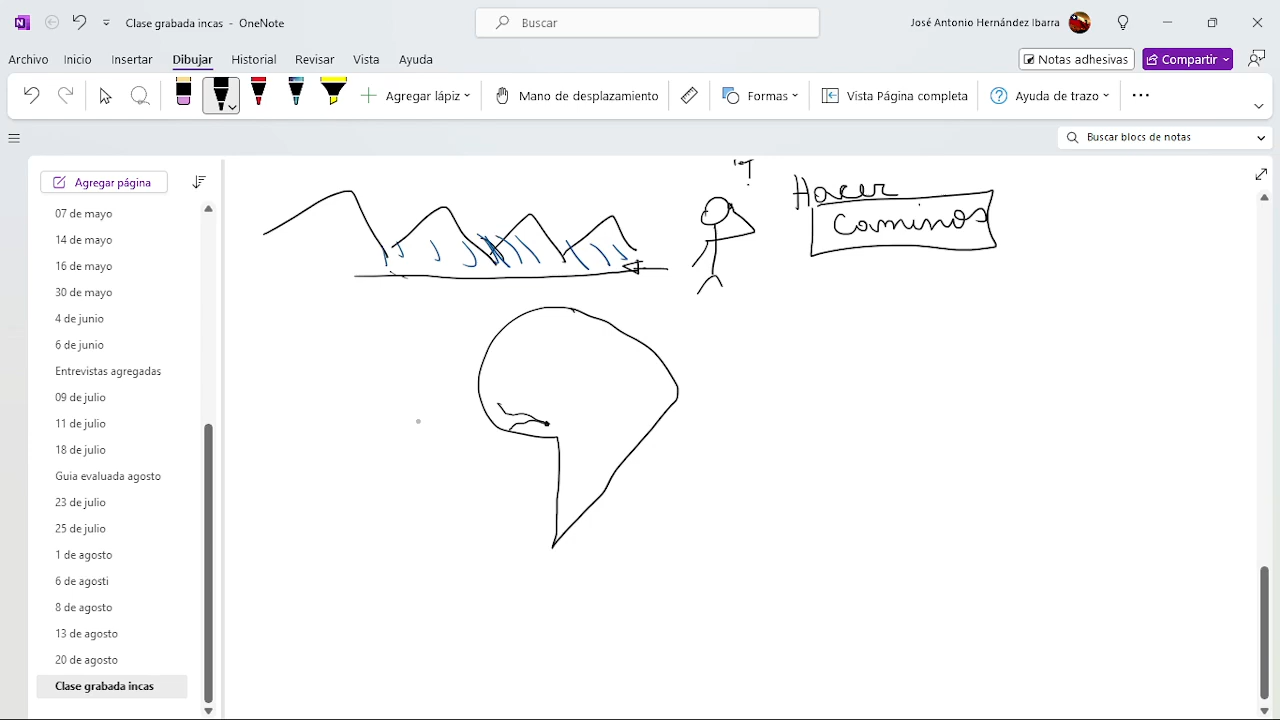 Clase grabada incas - OneNote
Buscar
José Antonio Hernández Ibarra
Archivo
Inicio
Insertar
Dibujar
Historial
Revisar
Vista
Ayuda
Notas adhesivas
Compartir
Agregar lápiz
Mano de desplazamiento
Formas
Vista Página completa
Ayuda de trazo
Buscar blocs de notas
Agregar página
07 de mayo
14 de mayo
16 de mayo
30 de mayo
4 de junio
6 de junio
Entrevistas agregadas
09 de julio
11 de julio
18 de julio
Guia evaluada agosto
23 de julio
25 de julio
1 de agosto
6 de agosti
8 de agosto
13 de agosto
20 de agosto
Clase grabada incas
Hacer
Caminos